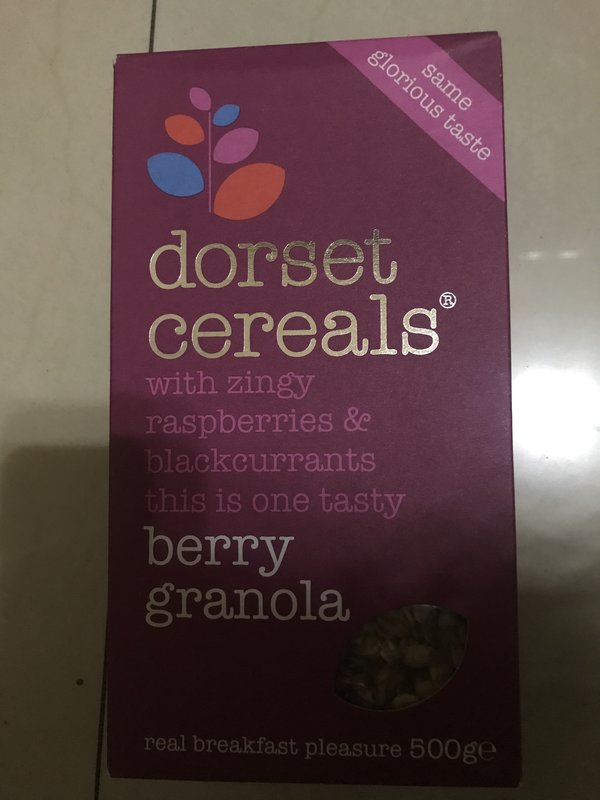 same
glorious taste
dorset
cereals®
with zingy
raspberries &
blackcurrants
this is one tasty
berry
granola
real breakfast pleasure 500g℮